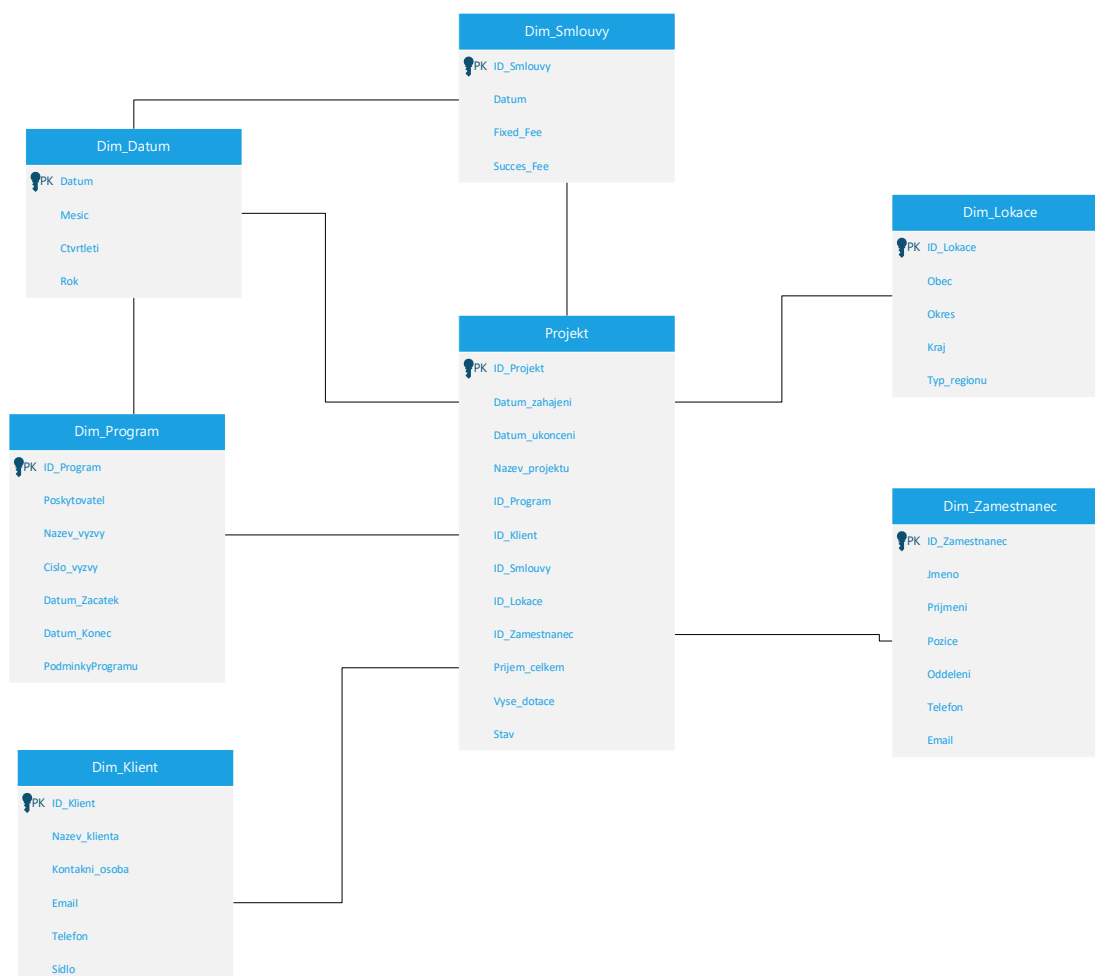 Dim_Smlouvy
PK ID_Smlouvy
Datum
Fixed_Fee
Succes_Fee
Dim_Datum
PK Datum
Mesic
Ctvrtleti
Rok
Dim_Lokace
PK ID_Lokace
Obec
Okres
Kraj
Typ_regionu
Projekt
PK ID_Projekt
Datum_zahajeni
Datum_ukonceni
Nazev_projektu
ID_Program
ID_Klient
ID_Smlouvy
ID_Lokace
ID_Zamestnanec
Prijem_celkem
Vyse_dotace
Stav
Dim_Program
PK ID_Program
Poskytovatel
Nazev_vyzvy
Cislo_vyzvy
Datum_Zacatek
Datum_Konec
PodminkyProgramu
Dim_Zamestnanec
PK ID_Zamestnanec
Jmeno
Prijmeni
Pozice
Oddeleni
Telefon
Email
Dim_Klient
PK ID_Klient
Nazev_klienta
Kontakni_osoba
Email
Telefon
Sídlo